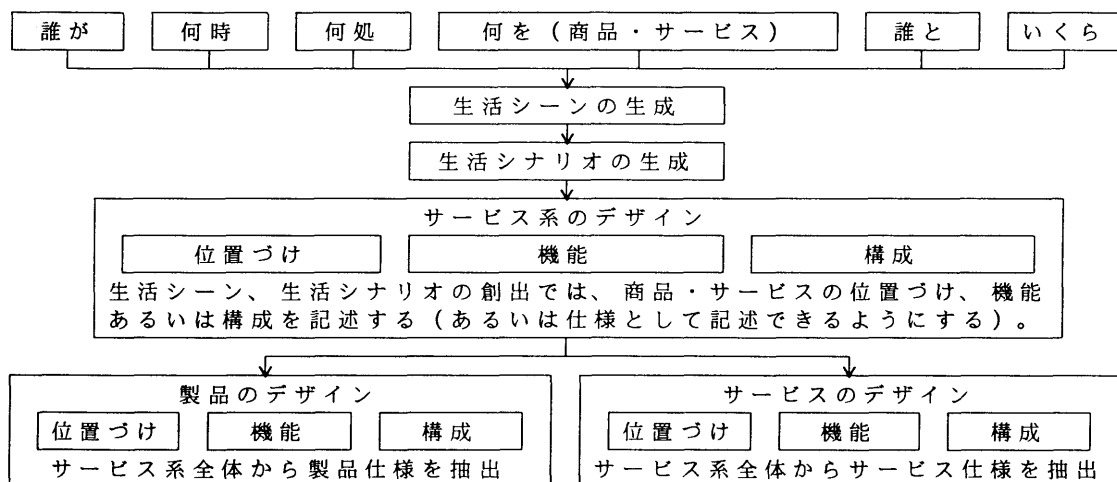 誰が 何時 何処 何を(商品・サービス) 誰と いくら
生活シーンの生成
生活シナリオの生成
サービス系のデザイン
位置づけ 機能 構成
生活シーン、生活シナリオの創出では、商品・サービスの位置づけ、機能
あるいは構成を記述する(あるいは仕様として記述できるようにする)。
製品のデザイン
位置づけ 機能 構成
サービス系全体から製品仕様を抽出
サービスのデザイン
位置づけ 機能 構成
サービス系全体からサービス仕様を抽出